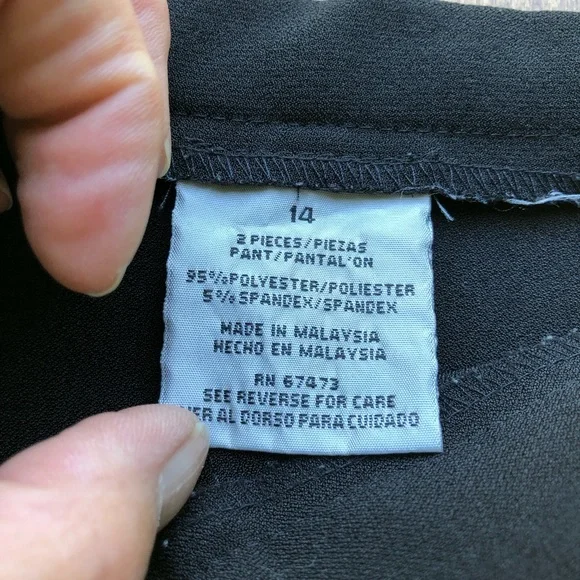 14
2 PIECES/PIEZAS
PANT/PANTAL'ON
95%POLYESTER/POLIESTER
5%SPANDEX/SPANDEX
MADE IN MALAYSIA
HECHO EN MALAYSIA
RN 67473
SEE REVERSE FOR CARE
VER AL DORSO PARA CUIDADO